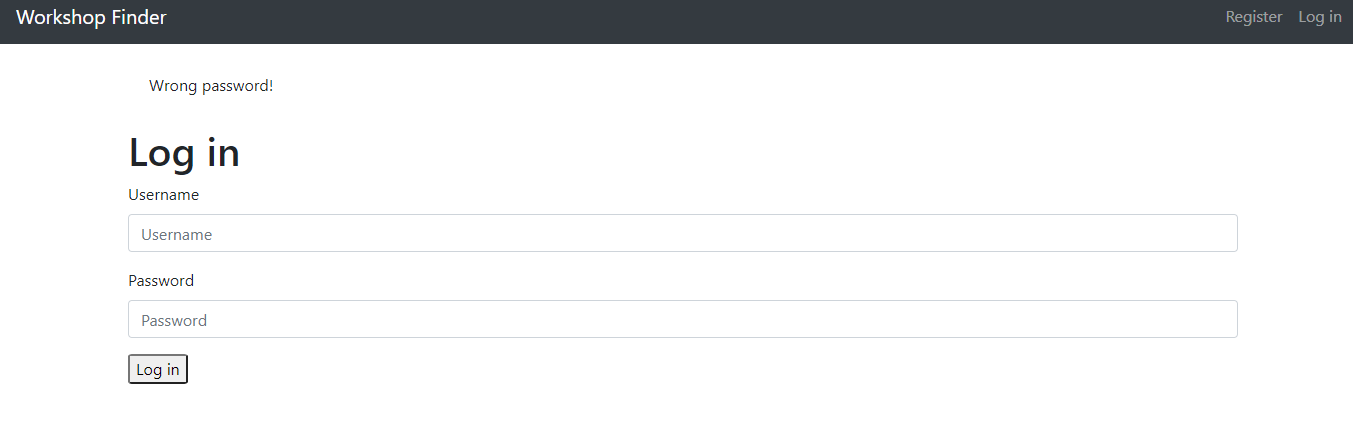 Workshop Finder Register Log in
Wrong password!
Log in
Username
Username
Password
Password
Log in